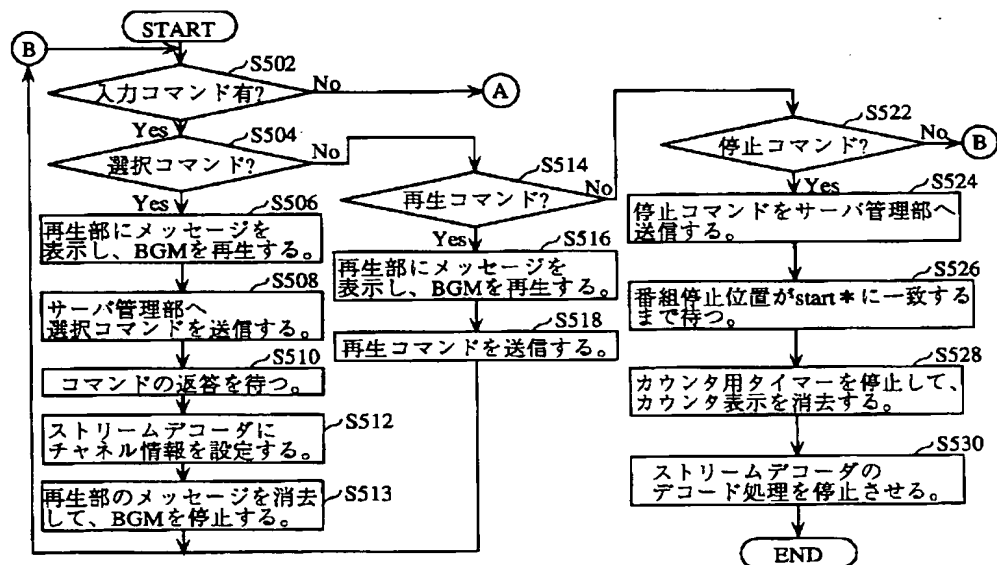 START
B
S502
入力コマンド有?
No
A
Yes
S504
選択コマンド?
No
Yes
S506
再生部にメッセージを
表示し、BGMを再生する。
S508
サーバ管理部へ
選択コマンドを送信する。
S510
コマンドの返答を待つ。
S512
ストリームデコーダに
チャネル情報を設定する。
S513
再生部のメッセージを消去
して、BGMを停止する。
S514
再生コマンド?
No
Yes
S516
再生部にメッセージを
表示し、BGMを再生する。
S518
再生コマンドを送信する。
S522
停止コマンド?
No
B
Yes
S524
停止コマンドをサーバ管理部へ
送信する。
S526
番組停止位置がstart*に一致する
まで待つ。
S528
カウンタ用タイマーを停止して、
カウンタ表示を消去する。
S530
ストリームデコーダの
デコード処理を停止させる。
END